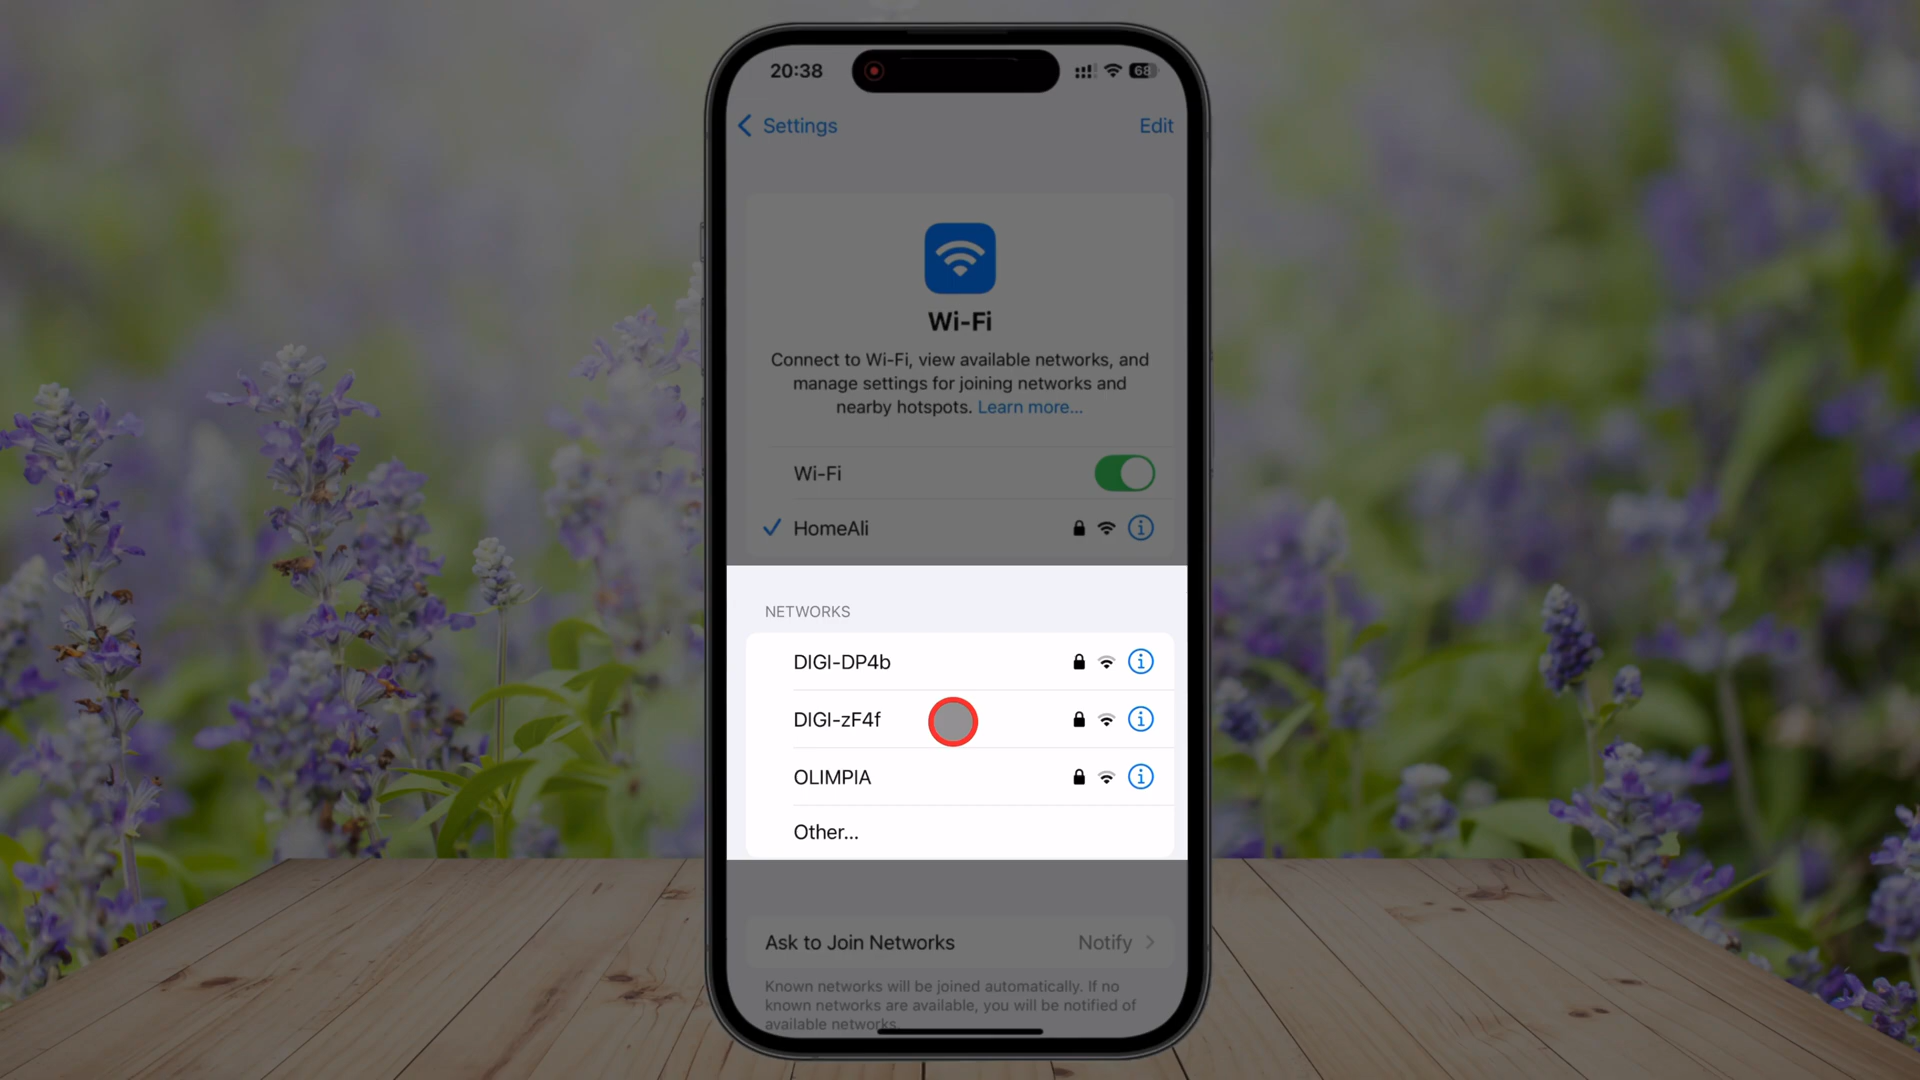 20:38
68
Settings
Edit
Wi-Fi
Connect to Wi-Fi, view available networks, and
manage settings for joining networks and
nearby hotspots. Learn more...
Wi-Fi
HomeAli
NETWORKS
DIGI-DP4b
DIGI-zF4f
OLIMPIA
Other...
Ask to Join Networks
Notify
Known networks will be joined automatically. If no
known networks are available, you will be notified of
available networks.